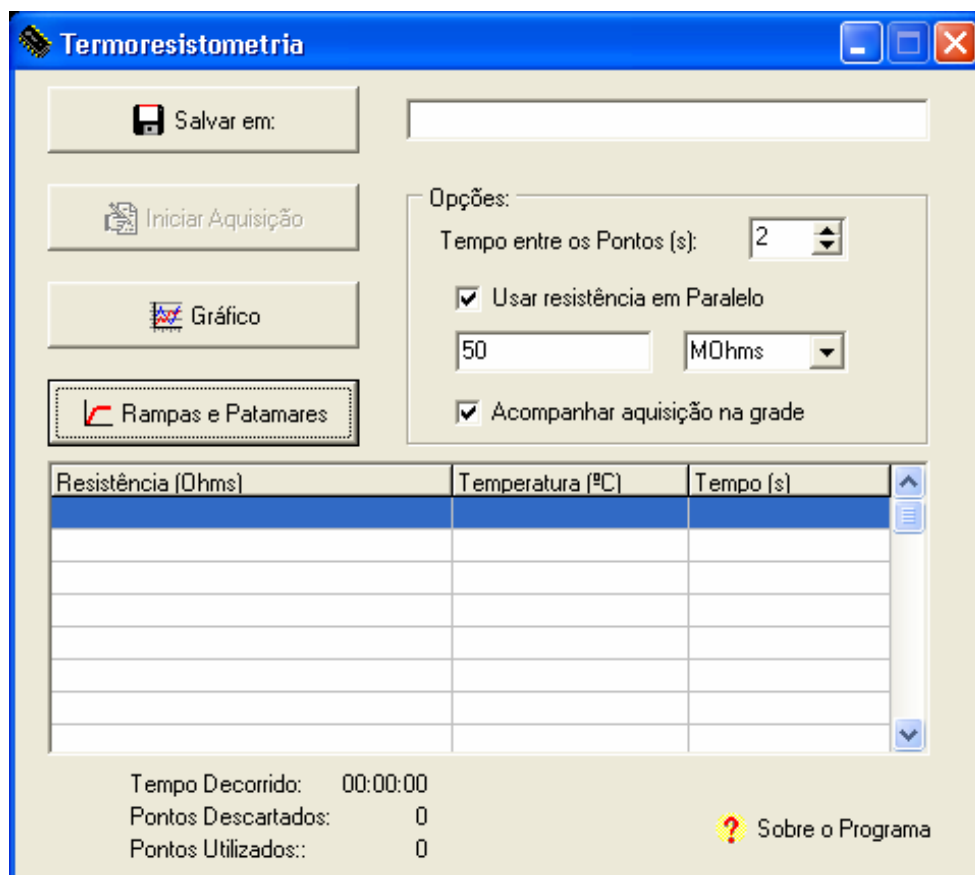 Termoresistometria
Salvar em:
Iniciar Aquisição
Gráfico
Rampas e Patamares
Opções:
Tempo entre os Pontos (s): 2
Usar resistência em Paralelo
50 MOhms
Acompanhar aquisição na grade
Resistência (Ohms) Temperatura (ºC) Tempo (s)
Tempo Decorrido: 00:00:00
Pontos Descartados: 0
Pontos Utilizados:: 0
? Sobre o Programa